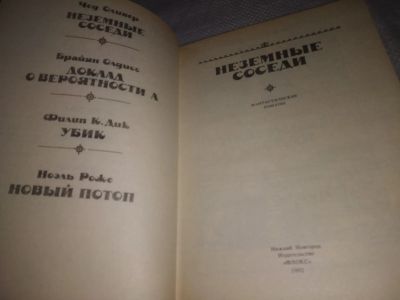 Чед Оливер
НЕЗЕМНЫЕ
СОСЕДИ
Брайян Олдисс
ДОКЛАД
О ВЕРОЯТНОСТИ А
Филип К. Дик
УБИК
Ноэль Роже
НОВЫЙ ПОТОП
НЕЗЕМНЫЕ
СОСЕДИ
ФАНТАСТИЧЕСКИЕ
РОМАНЫ
Нижний Новгород
Издательство
«ФЛОКС»
1992